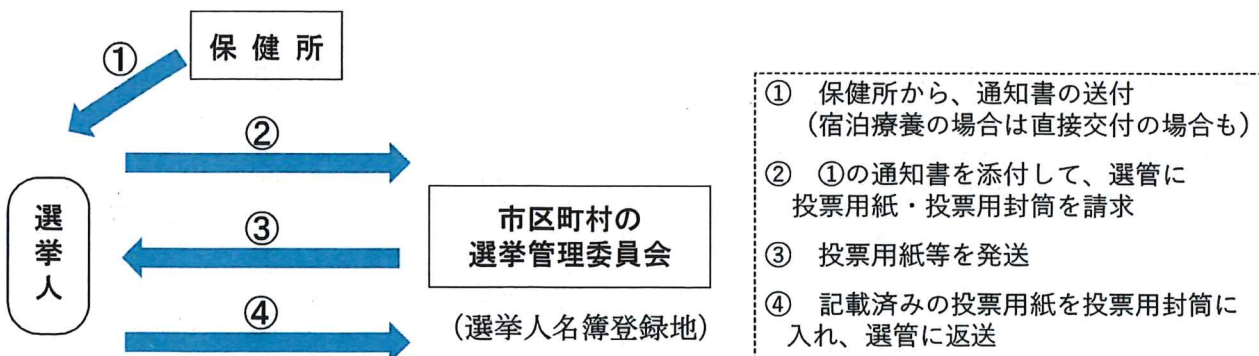 ①
保 健 所
②
選挙人
③
市区町村の
選挙管理委員会
④
（選挙人名簿登録地）
①　保健所から、通知書の送付
（宿泊療養の場合は直接交付の場合も）
②　①の通知書を添付して、選管に
投票用紙・投票用封筒を請求
③　投票用紙等を発送
④　記載済みの投票用紙を投票用封筒に
入れ、選管に返送